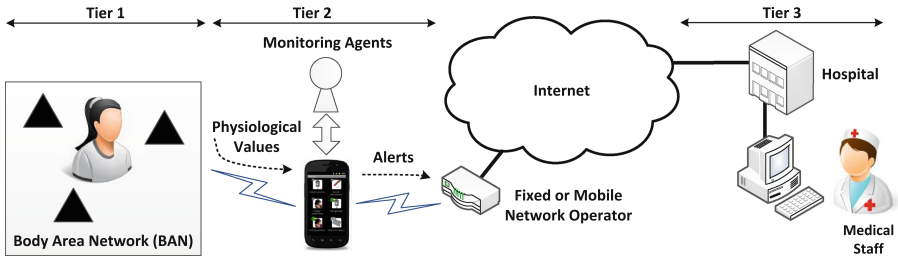 Tier 1
Tier 2
Tier 3
Monitoring Agents
Internet
Hospital
Physiological
Values
Alerts
Fixed or Mobile
Network Operator
Body Area Network (BAN)
Medical
Staff